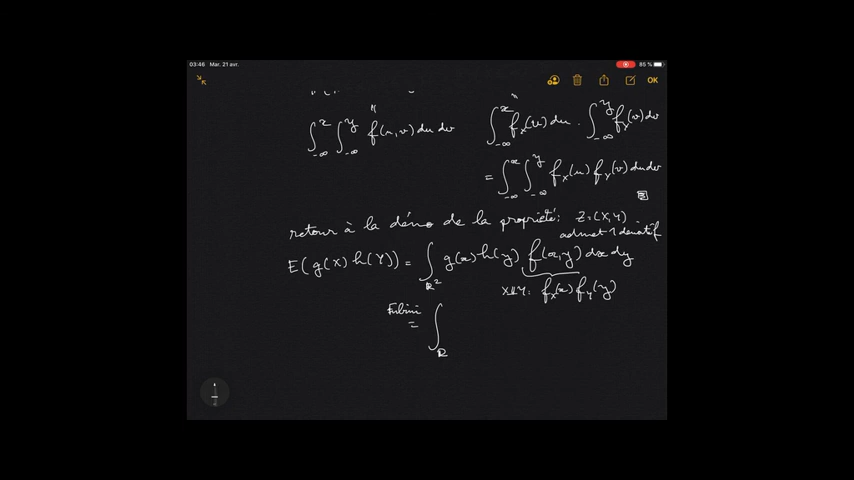 03:46 Mar. 21 avr. 85 %
OK
∫_{-∞}^{x} ∫_{-∞}^{y} f(u,v) du dv   ∫_{-∞}^{x} f_X(u) du · ∫_{-∞}^{y} f_Y(v) dv
= ∫_{-∞}^{x} ∫_{-∞}^{y} f_X(u) f_Y(v) du dv
retour à la démo de la propriété: Z=(X,Y)
admet 1 densité f
E(g(X)h(Y)) = ∫_{R²} g(x)h(y) f(x,y) dx dy
X⫫Y: f_X(x) f_Y(y)
Fubini
= ∫_R